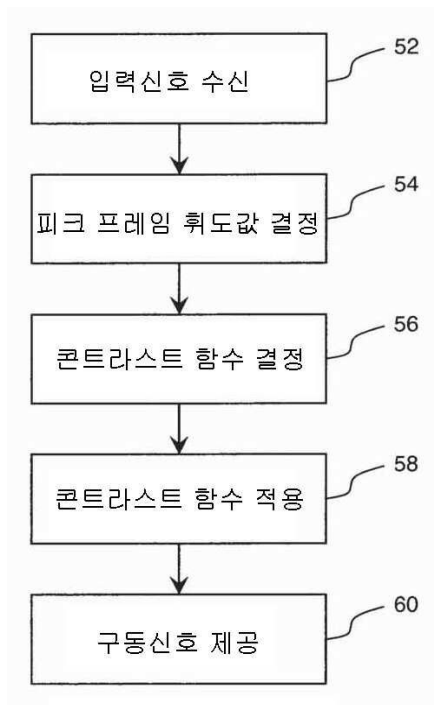 입력신호 수신
52
피크 프레임 휘도값 결정
54
콘트라스트 함수 결정
56
콘트라스트 함수 적용
58
구동신호 제공
60